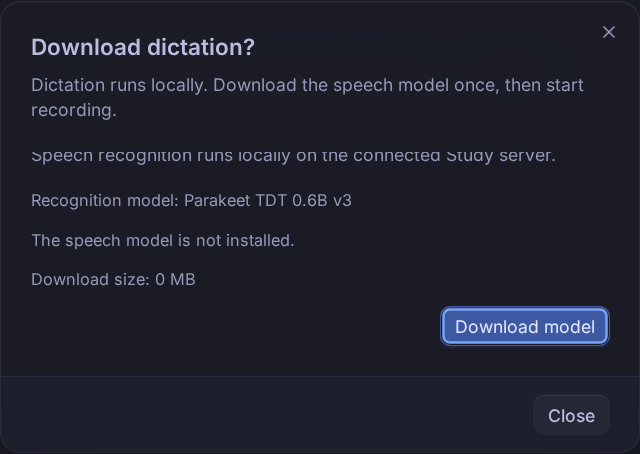 Download dictation?
Dictation runs locally. Download the speech model once, then start
recording.
Speech recognition runs locally on the connected Study server.
Recognition model: Parakeet TDT 0.6B v3
The speech model is not installed.
Download size: 0 MB
Download model
Close